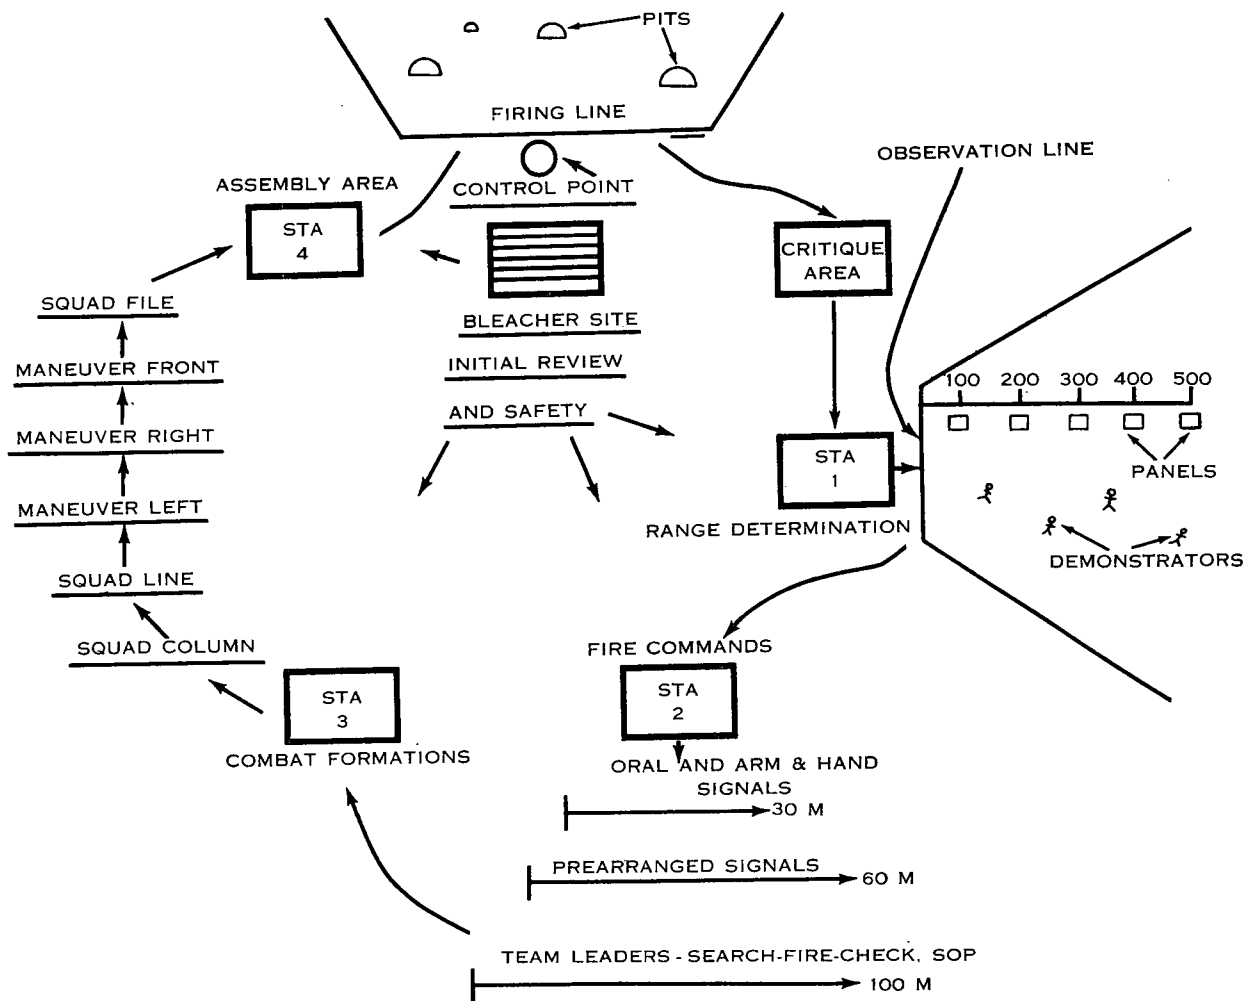 PITS
FIRING LINE
OBSERVATION LINE
ASSEMBLY AREA
CONTROL POINT
STA
4
CRITIQUE
AREA
SQUAD FILE
BLEACHER SITE
INITIAL REVIEW
AND SAFETY
MANEUVER FRONT
MANEUVER RIGHT
MANEUVER LEFT
SQUAD LINE
SQUAD COLUMN
100 200 300 400 500
PANELS
STA
1
RANGE DETERMINATION
DEMONSTRATORS
FIRE COMMANDS
STA
2
STA
3
COMBAT FORMATIONS
ORAL AND ARM & HAND
SIGNALS
30 M
PREARRANGED SIGNALS
60 M
TEAM LEADERS - SEARCH-FIRE-CHECK, SOP
100 M